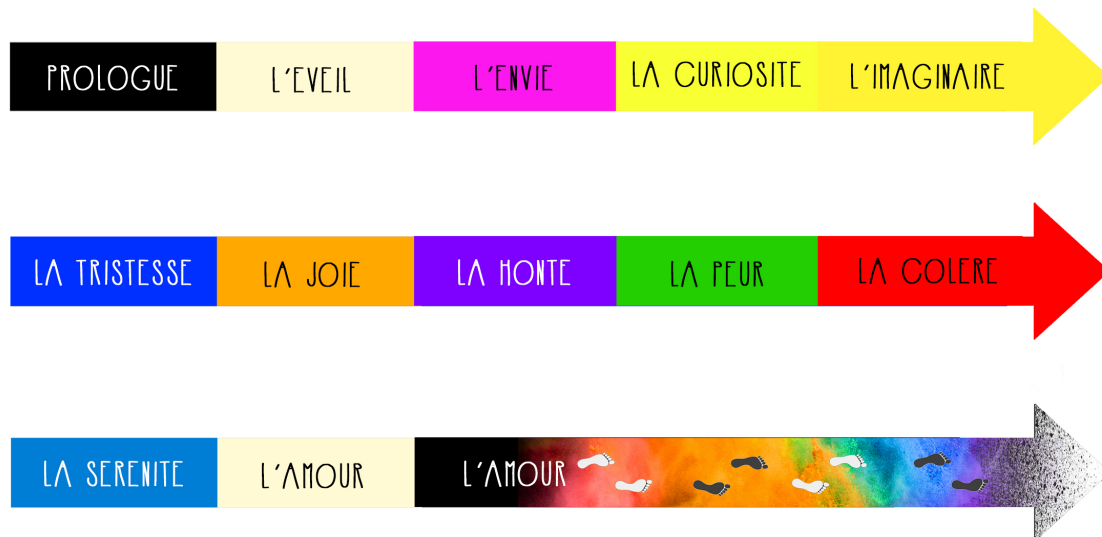 PROLOGUE L'EVEIL L'ENVIE LA CURIOSITE L'IMAGINAIRE
LA TRISTESSE LA JOIE LA HONTE LA PEUR LA COLERE
LA SERENITE L'AMOUR L'AMOUR